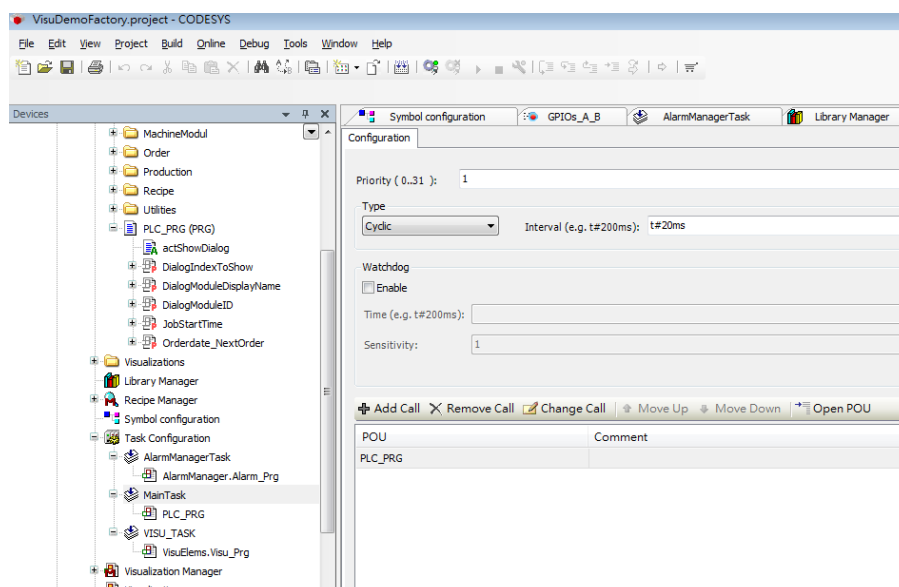 VisuDemoFactory.project - CODESYS
File Edit View Project Build Online Debug Tools Window Help
Devices
MachineModul
Order
Production
Recipe
Utilities
PLC_PRG (PRG)
actShowDialog
DialogIndexToShow
DialogModuleDisplayName
DialogModuleID
JobStartTime
Orderdate_NextOrder
Visualizations
Library Manager
Recipe Manager
Symbol configuration
Task Configuration
AlarmManagerTask
AlarmManager.Alarm_Prg
MainTask
PLC_PRG
VISU_TASK
VisuElems.Visu_Prg
Visualization Manager
Symbol configuration GPIOs_A_B AlarmManagerTask Library Manager
Configuration
Priority ( 0..31 ): 1
Type
Cyclic Interval (e.g. t#200ms): t#20ms
Watchdog
Enable
Time (e.g. t#200ms):
Sensitivity: 1
Add Call Remove Call Change Call Move Up Move Down Open POU
POU Comment
PLC_PRG